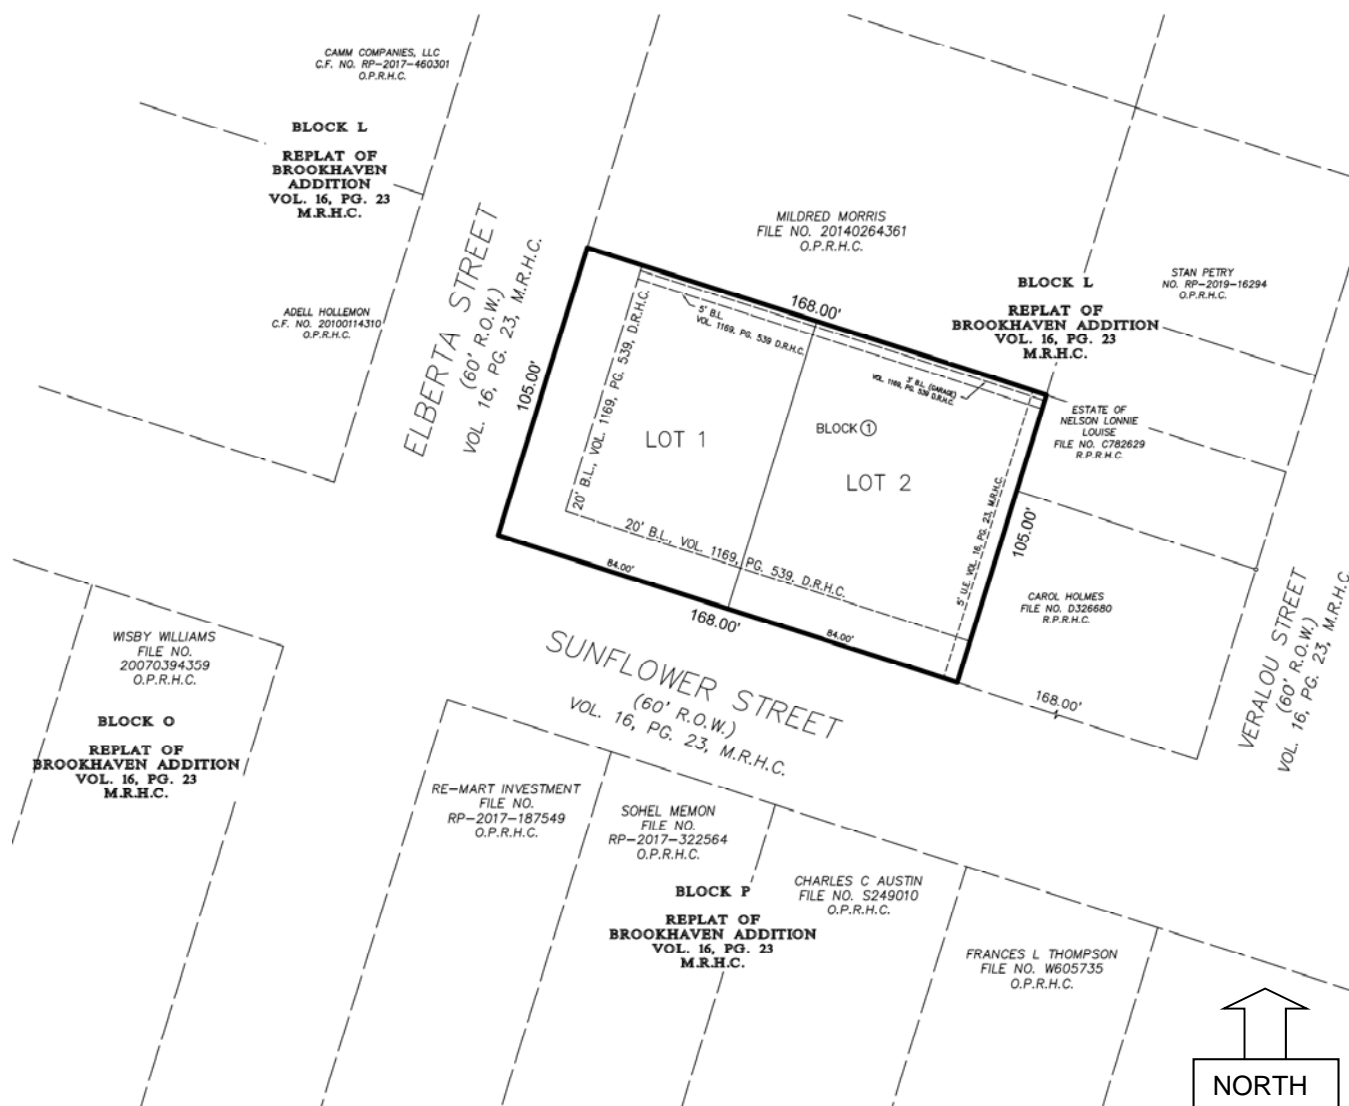 CAMM COMPANIES, LLC
C.F. NO. RP-2017-460301
O.P.R.H.C.
BLOCK L
REPLAT OF
BROOKHAVEN
ADDITION
VOL. 16, PG. 23
M.R.H.C.
ADELL HOLLEMON
C.F. NO. 20100114310
O.P.R.H.C.
ELBERTA STREET
(60' R.O.W.)
VOL. 16, PG. 23, M.R.H.C.
MILDRED MORRIS
FILE NO. 20140264361
O.P.R.H.C.
STAN PETRY
NO. RP-2019-16294
O.P.R.H.C.
BLOCK L
REPLAT OF
BROOKHAVEN ADDITION
VOL. 16, PG. 23
M.R.H.C.
168.00'
105.00'
5' B.L.
VOL. 1169, PG. 539 D.R.H.C.
3' B.L. (GARAGE)
VOL. 1169, PG. 539 D.R.H.C.
20' B.L., VOL. 1169, PG. 539, D.R.H.C.
LOT 1
BLOCK 1
LOT 2
20' B.L., VOL. 1169, PG. 539, D.R.H.C.
5' U.E. VOL. 16, PG. 23, M.R.H.C.
105.00'
84.00'
168.00'
84.00'
ESTATE OF
NELSON LONNIE
LOUISE
FILE NO. C782629
R.P.R.H.C.
CAROL HOLMES
FILE NO. D326680
R.P.R.H.C.
168.00'
VERALOU STREET
(60' R.O.W.)
VOL. 16, PG. 23, M.R.H.C.
SUNFLOWER STREET
(60' R.O.W.)
VOL. 16, PG. 23, M.R.H.C.
WISBY WILLIAMS
FILE NO.
20070394359
O.P.R.H.C.
BLOCK O
REPLAT OF
BROOKHAVEN ADDITION
VOL. 16, PG. 23
M.R.H.C.
RE-MART INVESTMENT
FILE NO.
RP-2017-187549
O.P.R.H.C.
SOHEL MEMON
FILE NO.
RP-2017-322564
O.P.R.H.C.
BLOCK P
REPLAT OF
BROOKHAVEN ADDITION
VOL. 16, PG. 23
M.R.H.C.
CHARLES C AUSTIN
FILE NO. S249010
O.P.R.H.C.
FRANCES L THOMPSON
FILE NO. W605735
O.P.R.H.C.
NORTH